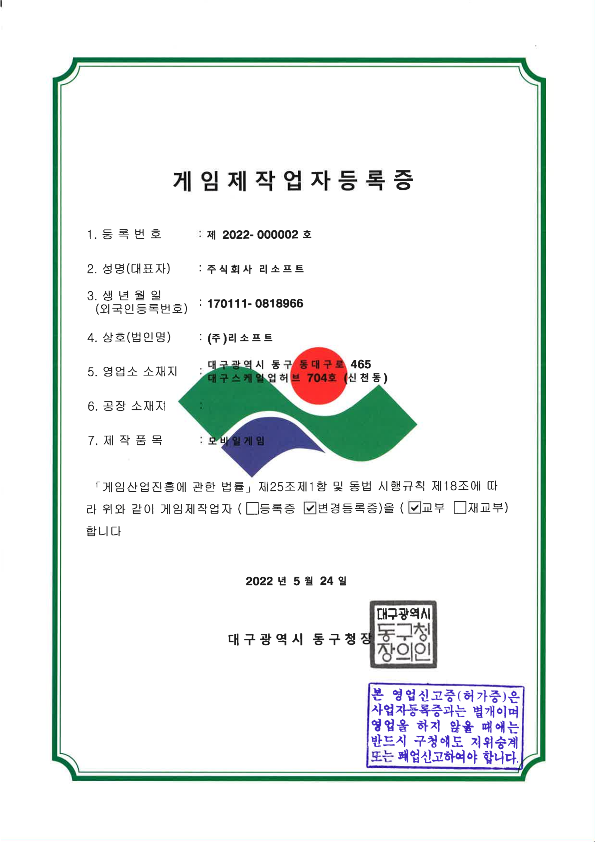 게임제작업자등록증
1. 등 록 번 호 : 제 2022- 000002 호
2. 성명(대표자) : 주식회사 리소프트
3. 생 년 월 일
(외국인등록번호) : 170111- 0818966
4. 상호(법인명) : (주)리소프트
5. 영업소 소재지 : 대구광역시 동구 동대구로 465
대구스케일업허브 704호 (신천동)
6. 공장 소재지 :
7. 제 작 품 목 : 모바일게임
「게임산업진흥에 관한 법률」 제25조제1항 및 동법 시행규칙 제18조에 따
라 위와 같이 게임제작업자 ( □등록증 ☑변경등록증)을 ( ☑교부 □재교부)
합니다
2022 년 5 월 24 일
대구광역시 동구청장
대구광역시
동구청
장의인
본 영업신고증(허가증)은
사업자등록증과는 별개이며
영업을 하지 않을 때에는
반드시 구청에도 지위승계
또는 폐업신고하여야 합니다.